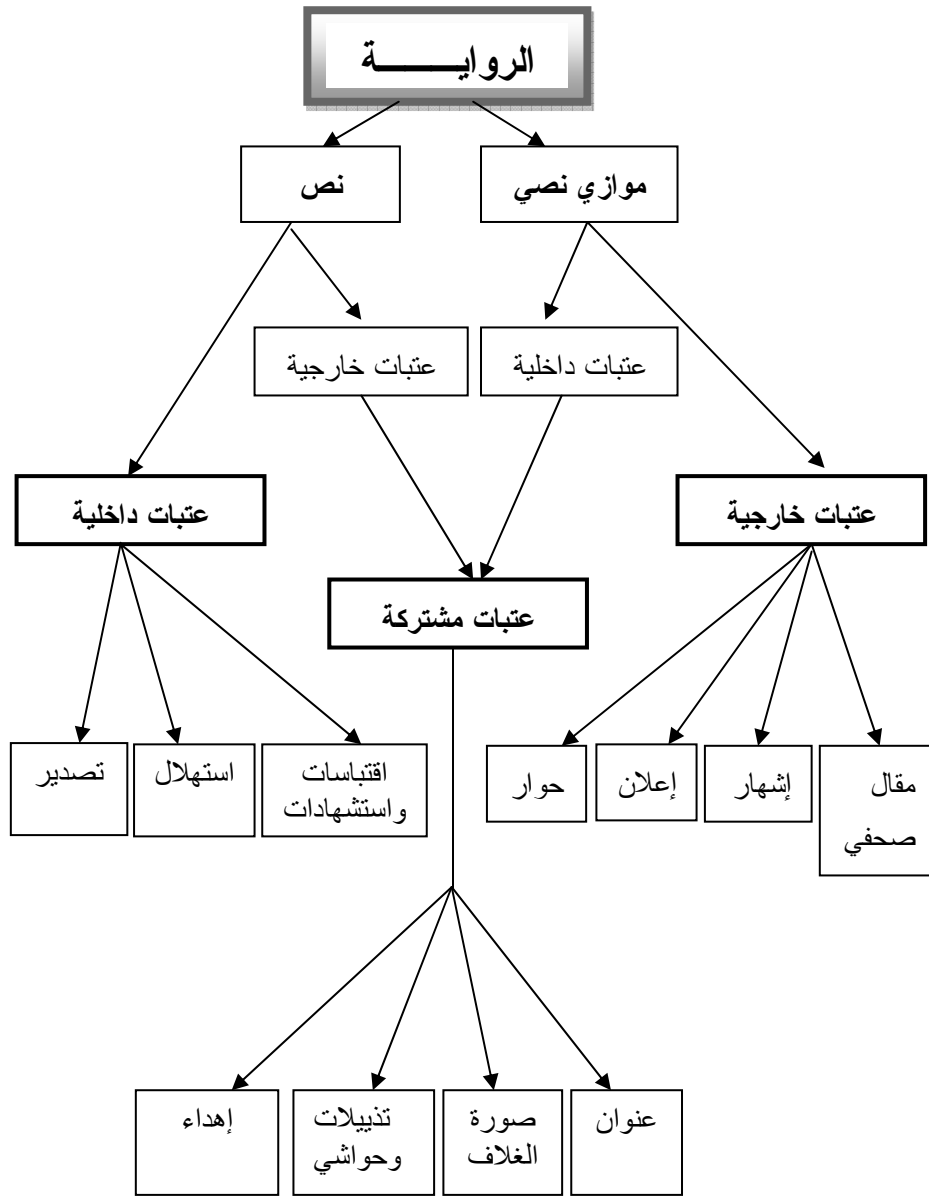 الروايـــــــــة
موازي نصي
نص
عتبات داخلية
عتبات خارجية
عتبات خارجية
عتبات داخلية
عتبات مشتركة
مقال
صحفي
إشهار
إعلان
حوار
اقتباسات
واستشهادات
استهلال
تصدير
عنوان
صورة
الغلاف
تذييلات
وحواشي
إهداء